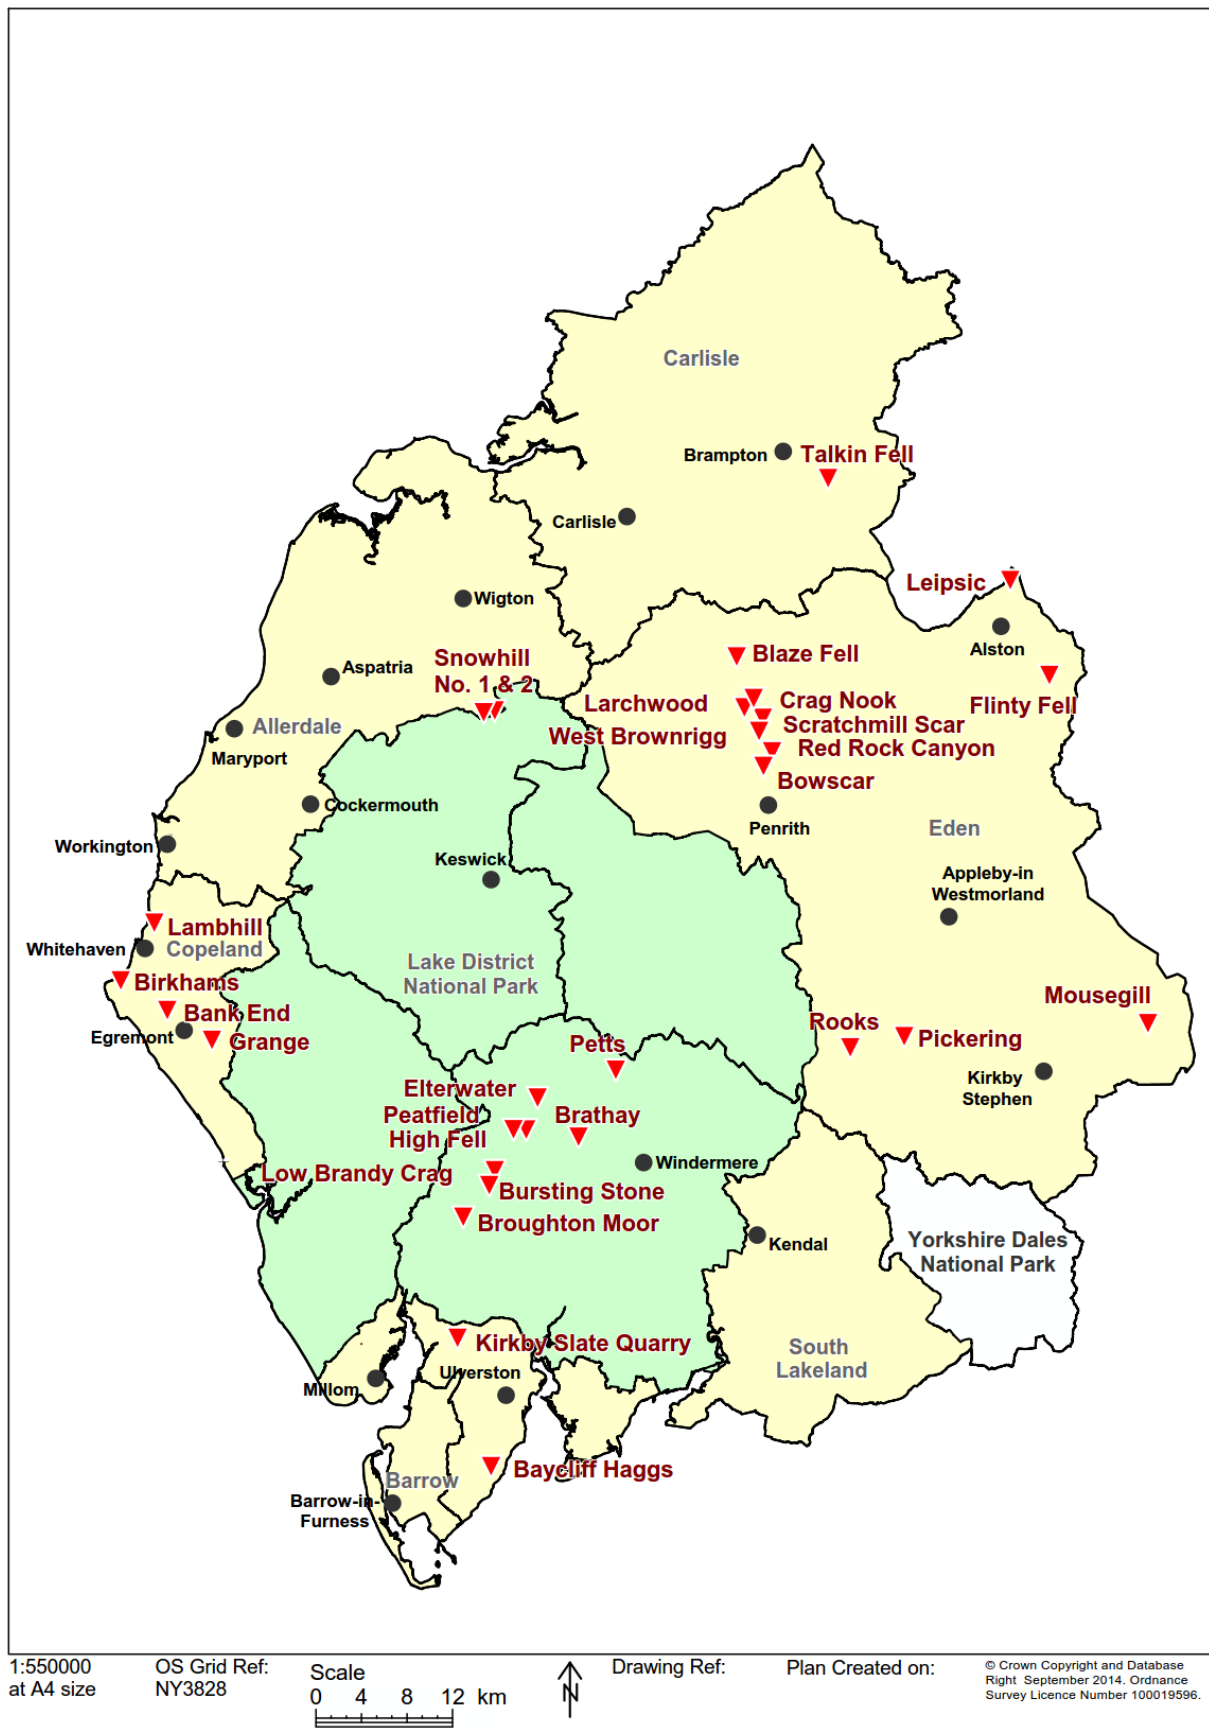 Carlisle
Brampton
Talkin Fell
Carlisle
Leipsic
Wigton
Alston
Snowhill
No. 1 & 2
Blaze Fell
Aspatria
Larchwood
Crag Nook
Flinty Fell
Allerdale
Scratchmill Scar
West Brownrigg
Red Rock Canyon
Maryport
Bowscar
Cockermouth
Penrith
Eden
Workington
Keswick
Appleby-in
Westmorland
Lambhill
Whitehaven
Copeland
Lake District
National Park
Birkhams
Mousegill
Bank End
Rooks
Egremont
Grange
Petts
Pickering
Kirkby
Stephen
Elterwater
Peatfield
Brathay
High Fell
Windermere
Low Brandy Crag
Bursting Stone
Broughton Moor
Kendal
Yorkshire Dales
National Park
Kirkby Slate Quarry
South
Lakeland
Ulverston
Millom
Baycliff Haggs
Barrow
Barrow-in-
Furness
1:550000
at A4 size
OS Grid Ref:
NY3828
Scale
0 4 8 12 km
N
Drawing Ref:
Plan Created on:
© Crown Copyright and Database
Right September 2014. Ordnance
Survey Licence Number 100019596.